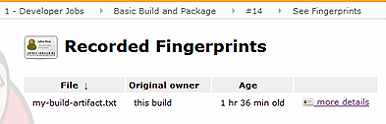 1 - Developer Jobs › Basic Build and Package › #14 › See Fingerprints
Recorded Fingerprints
File ↓ Original owner Age
my-build-artifact.txt this build 1 hr 36 min old more details